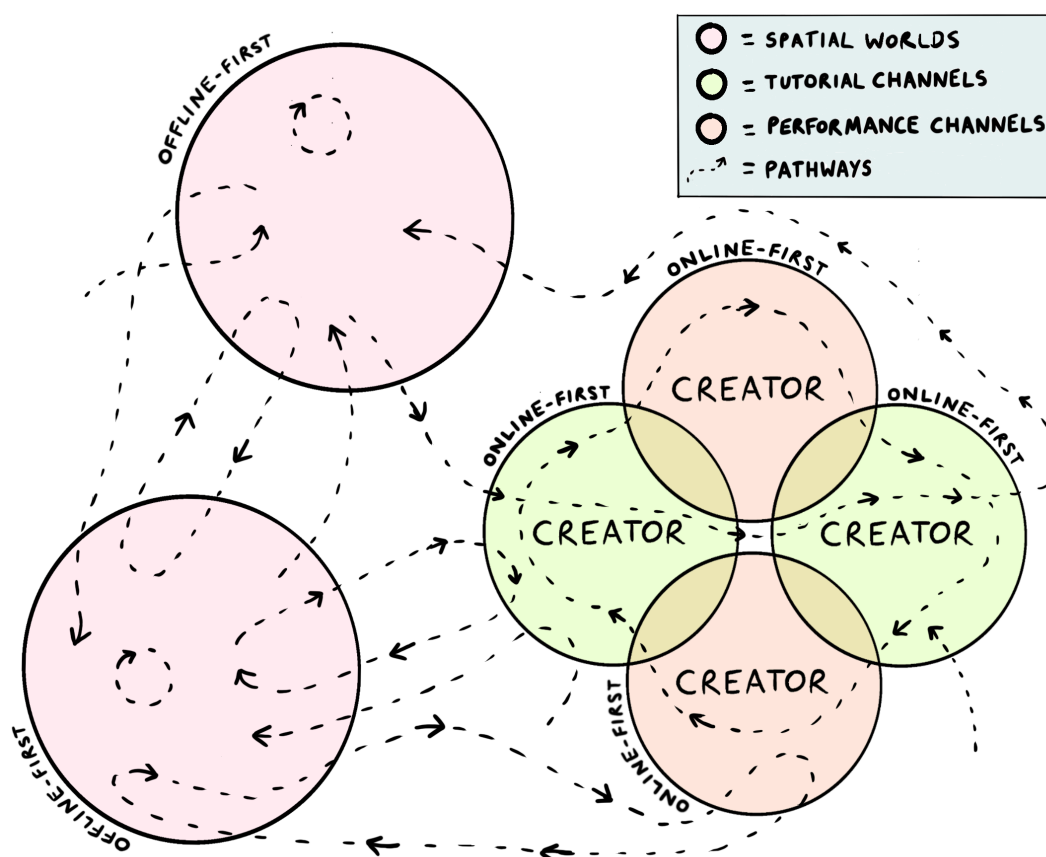 OFFLINE-FIRST
= SPATIAL WORLDS
= TUTORIAL CHANNELS
= PERFORMANCE CHANNELS
= PATHWAYS
ONLINE-FIRST
CREATOR
ONLINE-FIRST
CREATOR
ONLINE-FIRST
CREATOR
ONLINE-FIRST
CREATOR
OFFLINE-FIRST